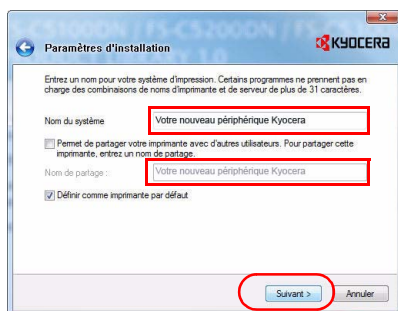 FS-C5200DN /
Paramètres d'installation
KYOCERA
Entrez un nom pour votre système d'impression. Certains programmes ne prennent pas en
charge des combinaisons de noms d'imprimante et de serveur de plus de 31 caractères.
Nom du système
Votre nouveau périphérique Kyocera
Permet de partager votre imprimante avec d'autres utilisateurs. Pour partager cette
imprimante, entrez un nom de partage.
Nom de partage :
Votre nouveau périphérique Kyocera
Définir comme imprimante par défaut
Suivant >
Annuler